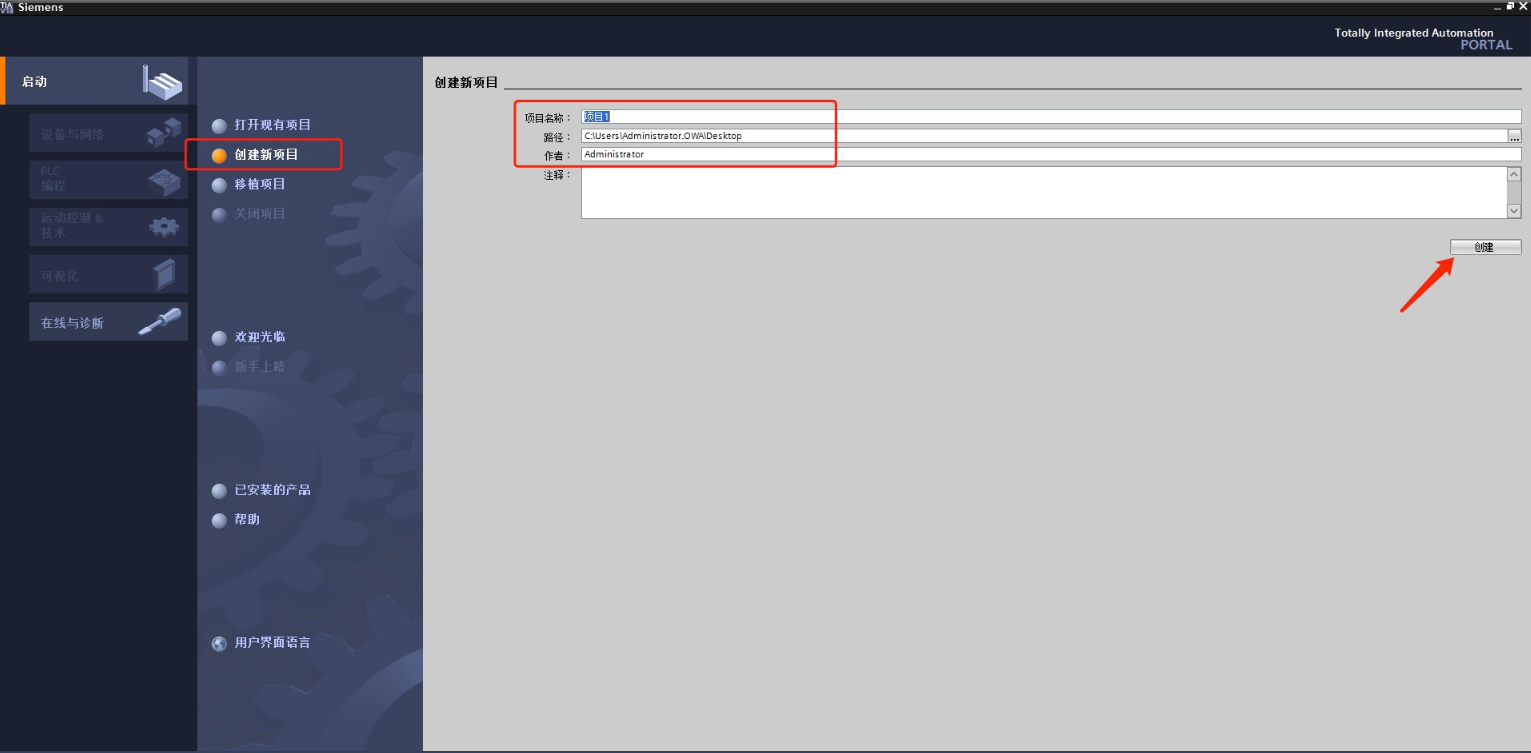 Siemens
Totally Integrated Automation
PORTAL
启动
设备与网络
PLC
编程
运动控制 &
技术
可视化
在线与诊断
打开现有项目
创建新项目
移植项目
关闭项目
欢迎光临
新手上路
已安装的产品
帮助
用户界面语言
创建新项目
项目名称： 项目1
路径： C:\Users\Administrator.OWA\Desktop
...
作者： Administrator
注释：
创建